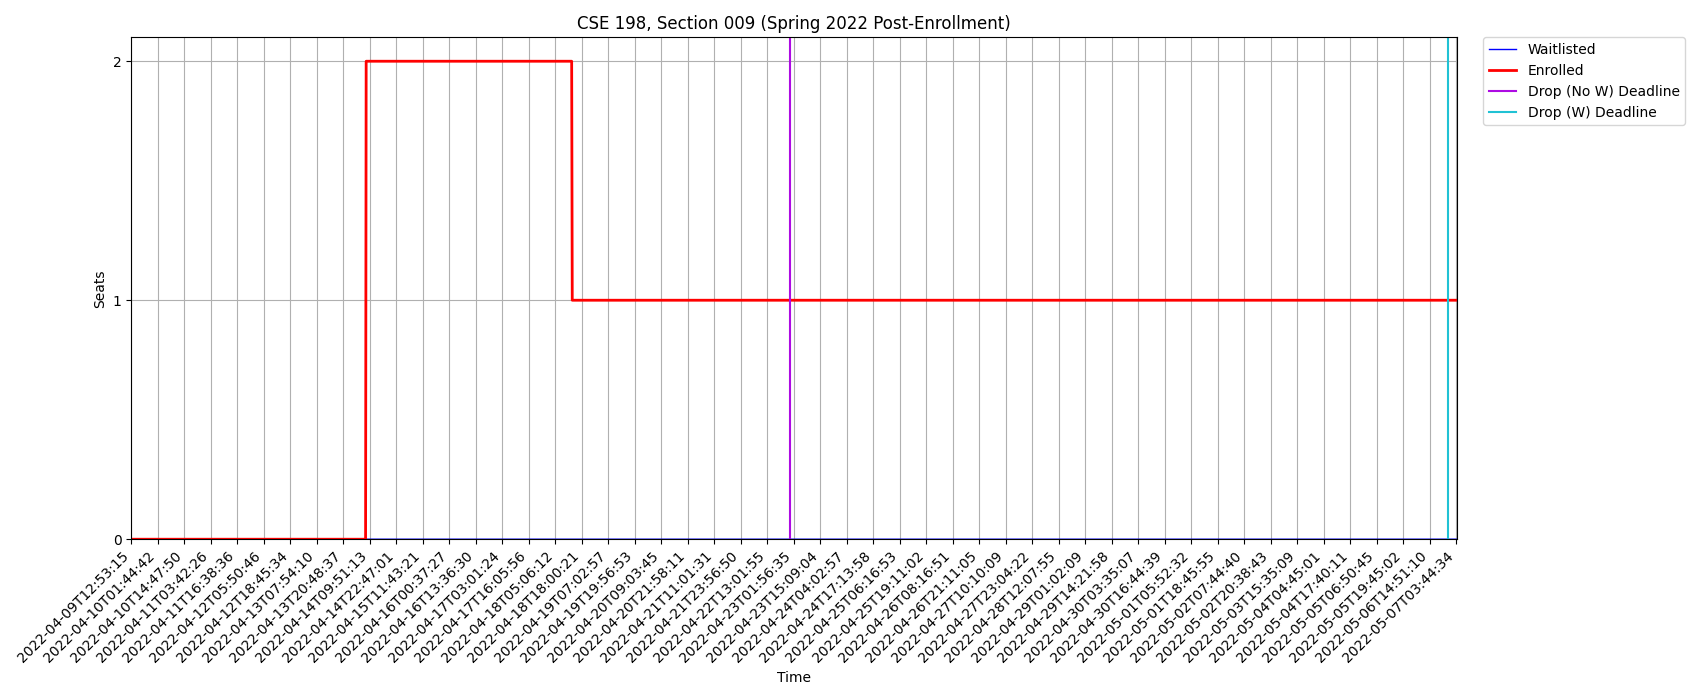 CSE 198, Section 009 (Spring 2022 Post-Enrollment)
Waitlisted
Enrolled
Drop (No W) Deadline
Drop (W) Deadline
Seats
2
1
0
2022-04-09T12:53:15
2022-04-10T01:44:42
2022-04-10T14:47:50
2022-04-11T03:42:26
2022-04-11T16:38:36
2022-04-12T05:50:46
2022-04-12T18:45:34
2022-04-13T07:54:10
2022-04-13T20:48:37
2022-04-14T09:51:13
2022-04-14T22:47:01
2022-04-15T11:43:21
2022-04-16T00:37:27
2022-04-16T13:36:30
2022-04-17T03:01:24
2022-04-17T16:05:56
2022-04-18T05:06:12
2022-04-18T18:00:21
2022-04-19T07:02:57
2022-04-19T19:56:53
2022-04-20T09:03:45
2022-04-20T21:58:11
2022-04-21T11:01:31
2022-04-21T23:56:50
2022-04-22T13:01:55
2022-04-23T01:56:35
2022-04-23T15:09:04
2022-04-24T04:02:57
2022-04-24T17:13:58
2022-04-25T06:16:53
2022-04-25T19:11:02
2022-04-26T08:16:51
2022-04-26T21:11:05
2022-04-27T10:10:09
2022-04-27T23:04:22
2022-04-28T12:07:55
2022-04-29T01:02:09
2022-04-29T14:21:58
2022-04-30T03:35:07
2022-04-30T16:44:39
2022-05-01T05:52:32
2022-05-01T18:45:55
2022-05-02T07:44:40
2022-05-02T20:38:43
2022-05-03T15:35:09
2022-05-04T04:45:01
2022-05-04T17:40:11
2022-05-05T06:50:45
2022-05-05T19:45:02
2022-05-06T14:51:10
2022-05-07T03:44:34
Time